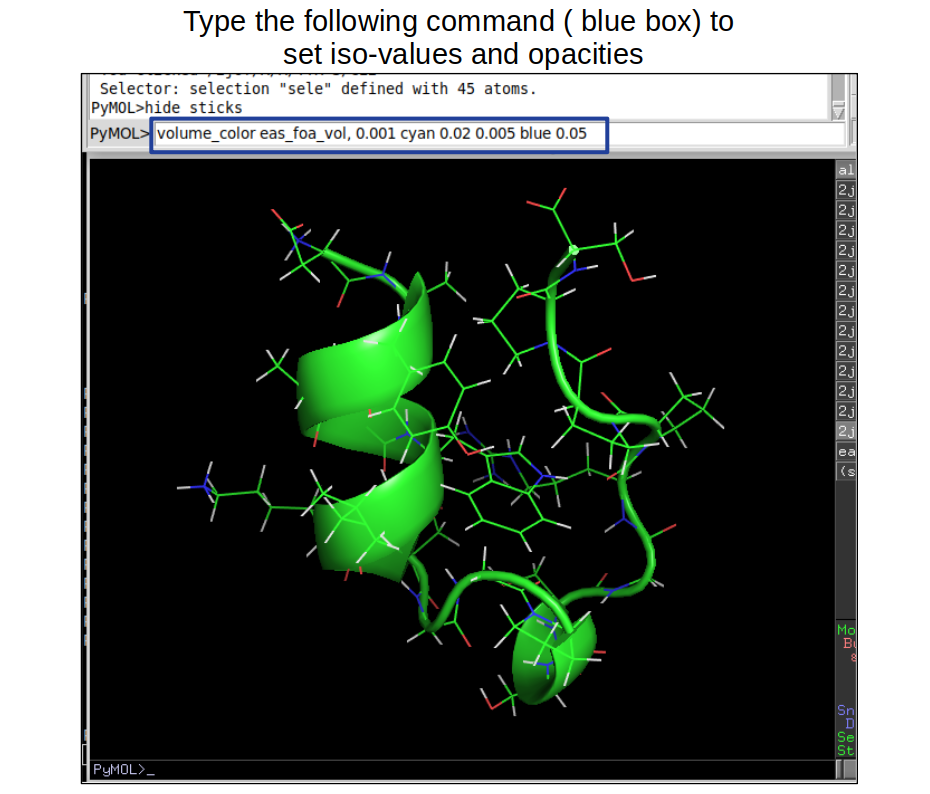 Type the following command ( blue box) to
set iso-values and opacities
Selector: selection "sele" defined with 45 atoms.
PyMOL>hide sticks
PyMOL> volume_color eas_foa_vol, 0.001 cyan 0.02 0.005 blue 0.05
al
2j
2j
2j
2j
2j
2j
2j
2j
2j
2j
2j
2j
2j
ea
(s
Mo
Bu
Sn
D
Se
St
PyMOL>_